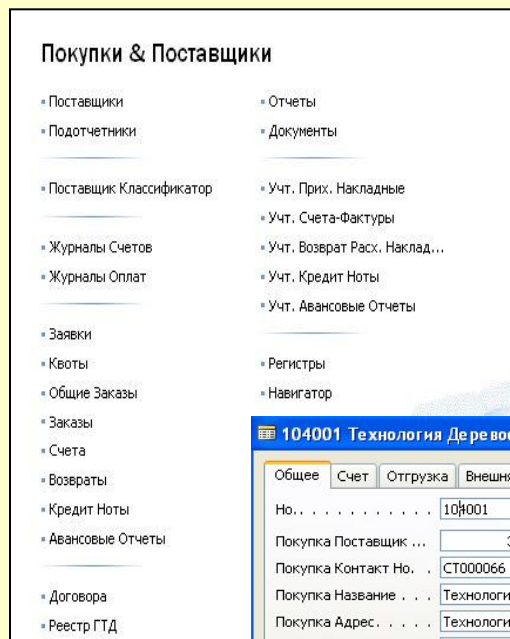 Покупки & Поставщики
Поставщики
Подотчетники
Поставщик Классификатор
Журналы Счетов
Журналы Оплат
Заявки
Квоты
Общие Заказы
Заказы
Счета
Возвраты
Кредит Ноты
Авансовые Отчеты
Договора
Реестр ГТД
Отчеты
Документы
Учт. Прих. Накладные
Учт. Счета-Фактуры
Учт. Возврат Расх. Наклад...
Учт. Кредит Ноты
Учт. Авансовые Отчеты
Регистры
Навигатор
104001 Технология
Общее Счет Отгрузка
Но. . . . . . . . . . . . 104001
Покупка Поставщик ...
Покупка Контакт Но. . CT000066
Покупка Название . . .
Покупка Адрес. . . . .